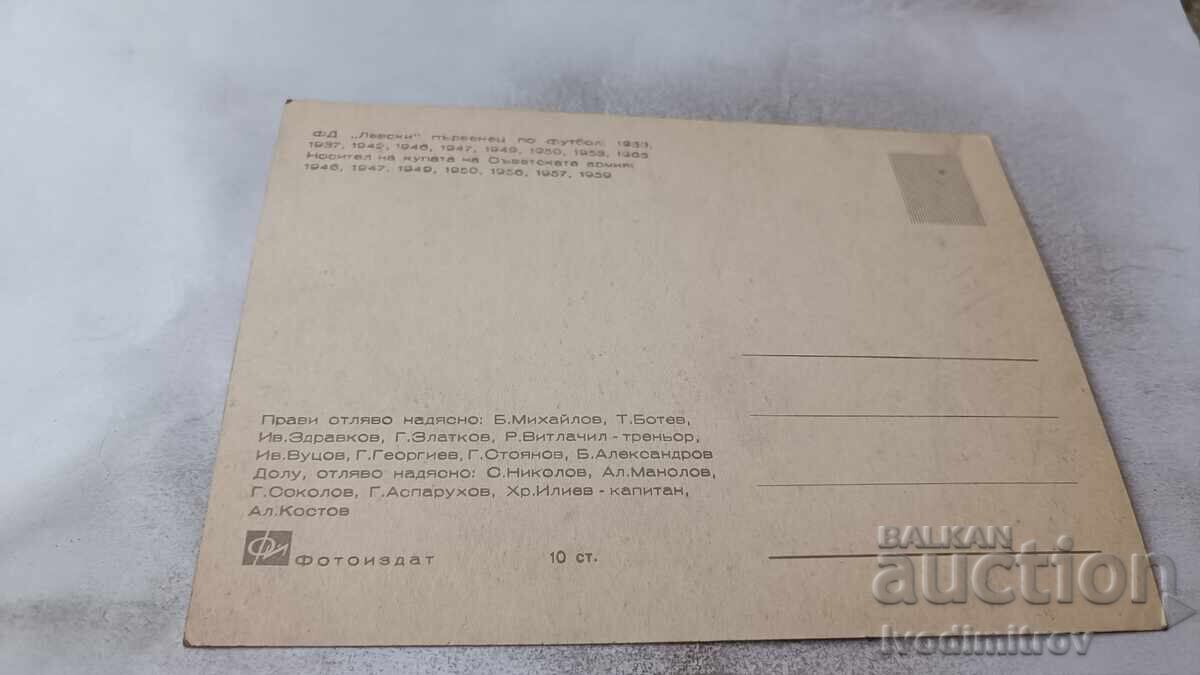 ФД „Левски“ първенец по футбол: 1933,
1937, 1942, 1946, 1947, 1949, 1950, 1953, 1965
Носител на купата на Съветската армия:
1946, 1947, 1949, 1950, 1956, 1957, 1959
Прави отляво надясно: Б.Михайлов, Т.Ботев,
Ив.Здравков, Г.Златков, Р.Витлачил - треньор,
Ив.Вуцов, Г.Георгиев, Г.Стоянов, Б.Александров
Долу, отляво надясно: С.Николов, Ал.Манолов,
Г.Соколов, Г.Аспарухов, Хр.Илиев - капитан,
Ал.Костов
фи Фотоиздат 10 ст.
BALKAN
auction
Ivodimitrov